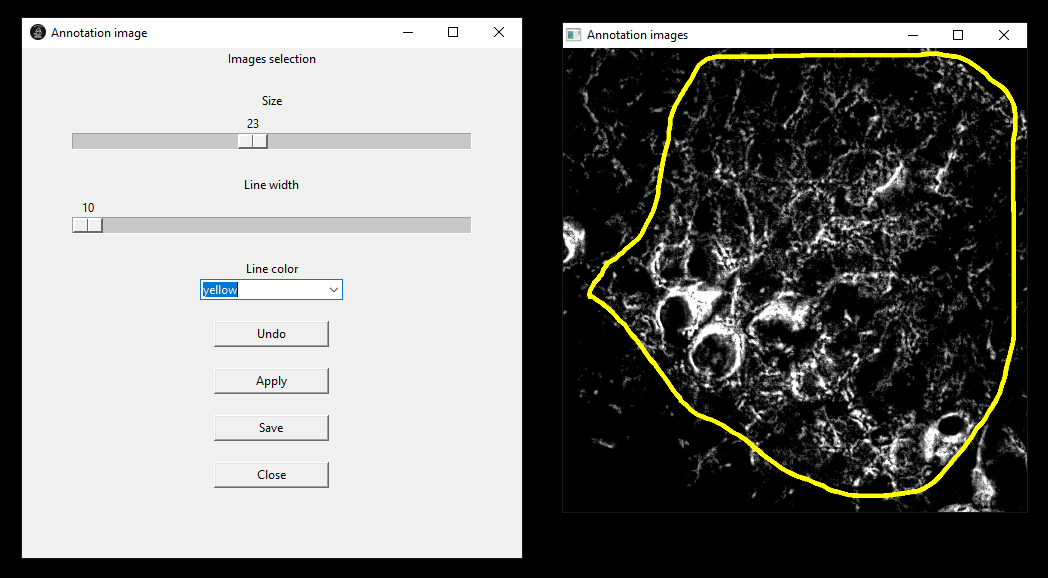 Annotation image
Images selection
Size
23
Line width
10
Line color
yellow
Undo
Apply
Save
Close
Annotation images